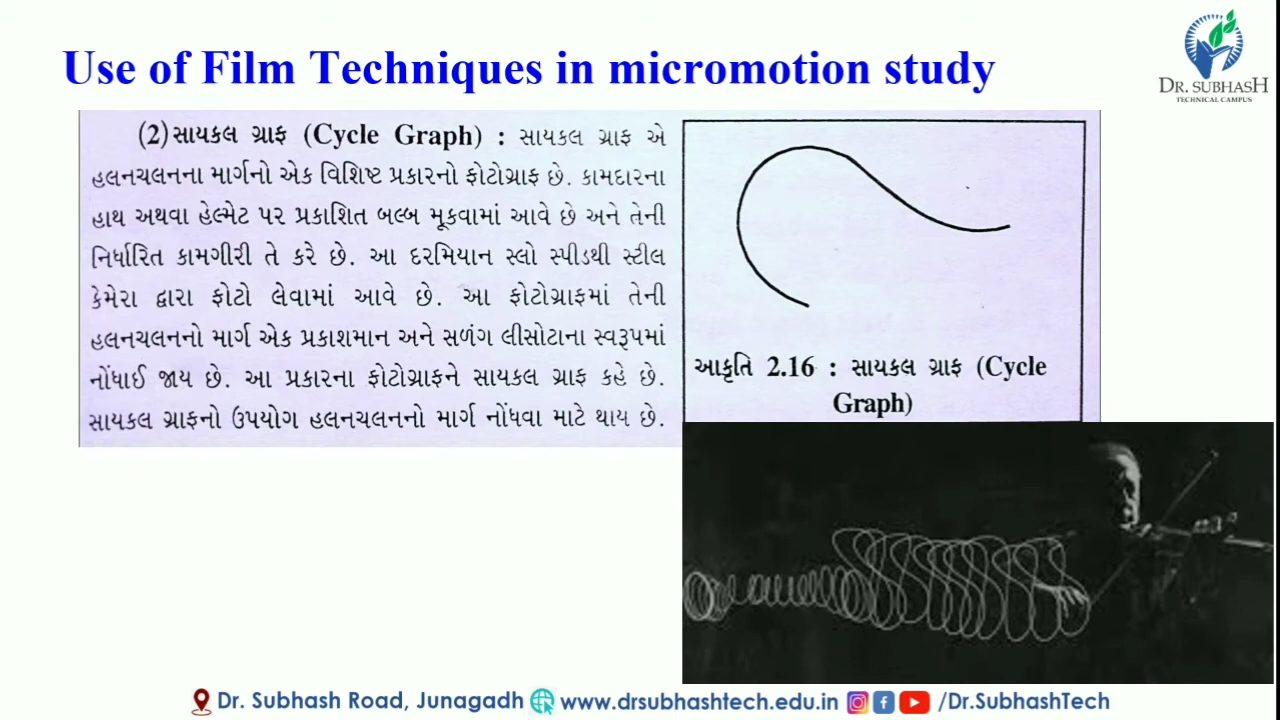 Use of Film Techniques in micromotion study
DR. SUBHASH
TECHNICAL CAMPUS
(2)સાયકલ ગ્રાફ (Cycle Graph) : સાયકલ ગ્રાફ એ
હલનચલનના માર્ગનો એક વિશિષ્ટ પ્રકારનો ફોટોગ્રાફ છે. કામદારના
હાથ અથવા હેલ્મેટ પર પ્રકાશિત બલ્બ મૂકવામાં આવે છે અને તેની
નિર્ધારિત કામગીરી તે કરે છે. આ દરમિયાન સ્લો સ્પીડથી સ્ટીલ
કેમેરા દ્વારા ફોટો લેવામાં આવે છે. આ ફોટોગ્રાફમાં તેની
હલનચલનનો માર્ગ એક પ્રકાશમાન અને સળંગ લીસોટાના સ્વરૂપમાં
નોંધાઈ જાય છે. આ પ્રકારના ફોટોગ્રાફને સાયકલ ગ્રાફ કહે છે.
સાયકલ ગ્રાફનો ઉપયોગ હલનચલનનો માર્ગ નોંધવા માટે થાય છે.
આકૃતિ 2.16 : સાયકલ ગ્રાફ (Cycle
Graph)
Dr. Subhash Road, Junagadh www.drsubhashtech.edu.in /Dr.SubhashTech